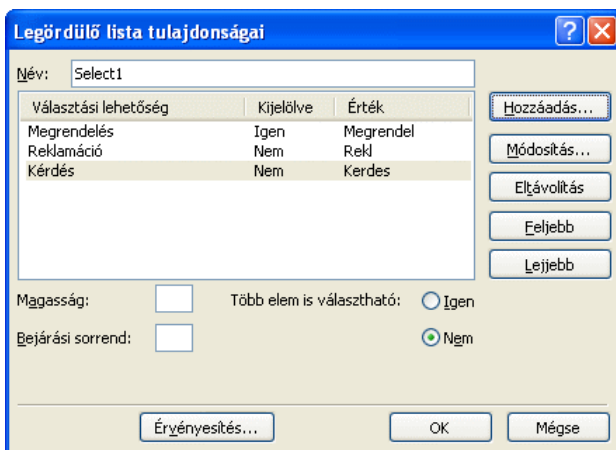 Legördülő lista tulajdonságai
Név: Select1
Választási lehetőség Kijelölve Érték
Megrendelés Igen Megrendel
Reklamáció Nem Rekl
Kérdés Nem Kerdes
Hozzáadás...
Módosítás...
Eltávolítás
Feljebb
Lejjebb
Magasság: Több elem is választható: Igen
Bejárási sorrend: Nem
Érvényesítés... OK Mégse